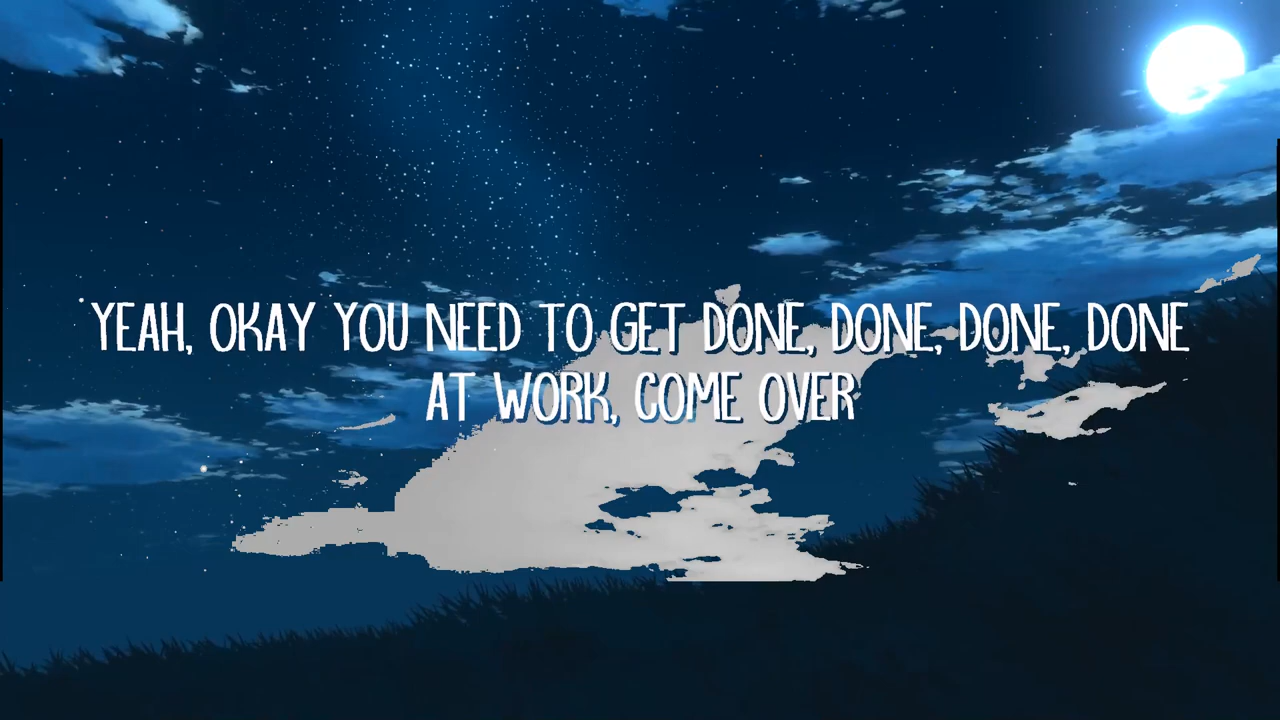 YEAH, OKAY YOU NEED TO GET DONE, DONE, DONE, DONE
AT WORK, COME OVER